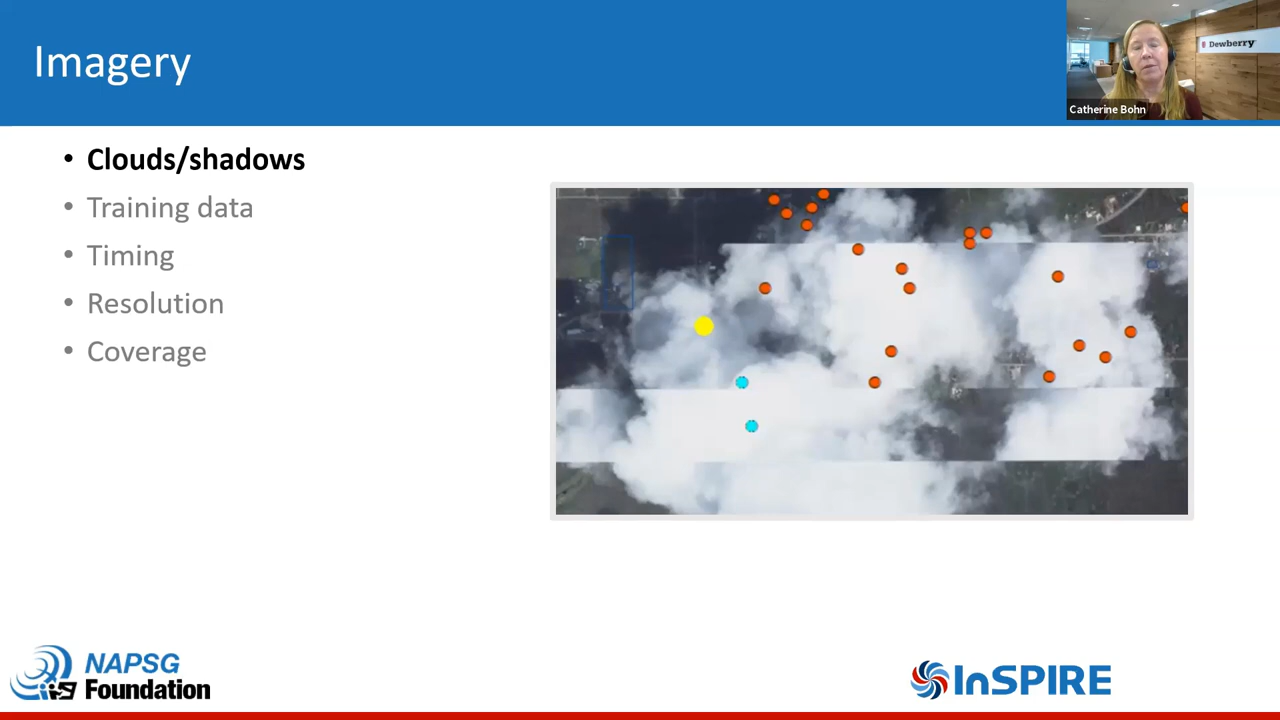 Imagery
Dewberry
Catherine Bohn
• Clouds/shadows
• Training data
• Timing
• Resolution
• Coverage
NAPSG
Foundation
InSPIRE